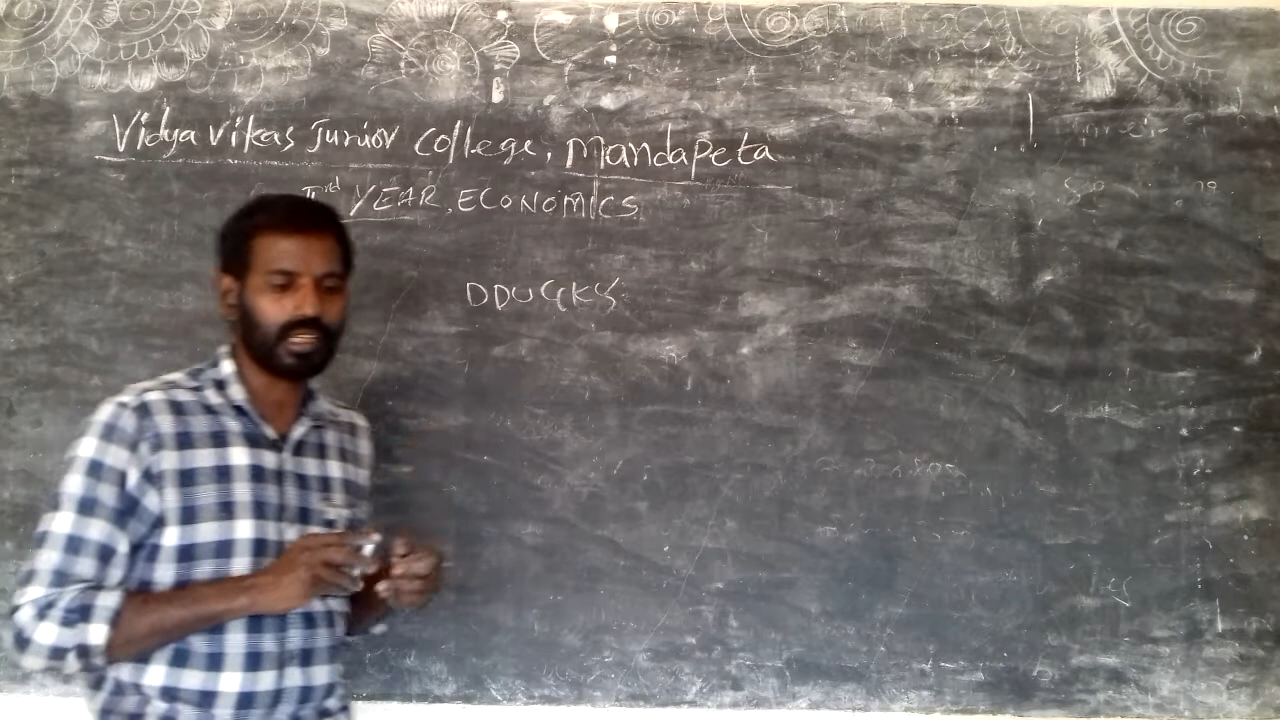 Vidya Vikas Junior College, Mandapeta
IInd YEAR, ECONOMICS
DDUGKY